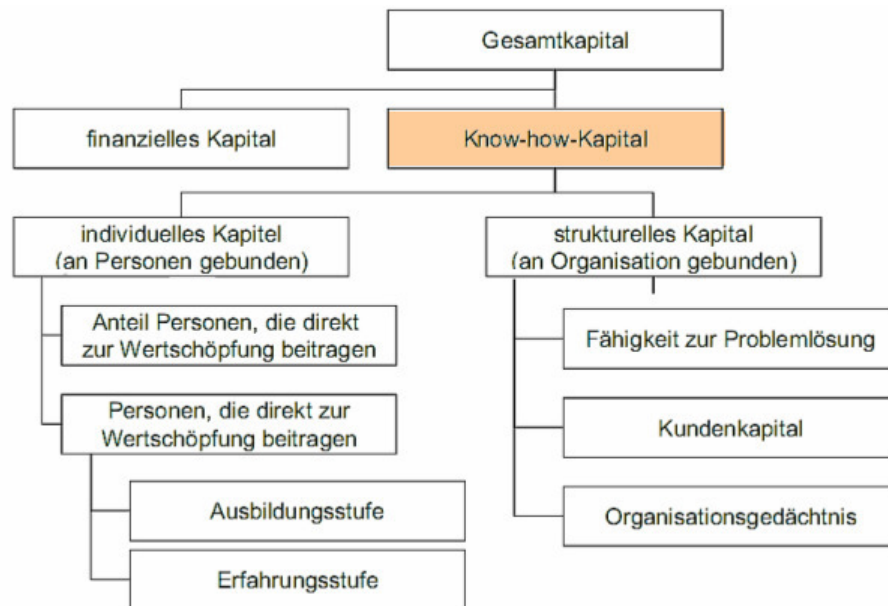 Gesamtkapital
finanzielles Kapital
Know-how-Kapital
individuelles Kapitel
(an Personen gebunden)
strukturelles Kapital
(an Organisation gebunden)
Anteil Personen, die direkt
zur Wertschöpfung beitragen
Fähigkeit zur Problemlösung
Personen, die direkt zur
Wertschöpfung beitragen
Kundenkapital
Ausbildungsstufe
Organisationsgedächtnis
Erfahrungsstufe